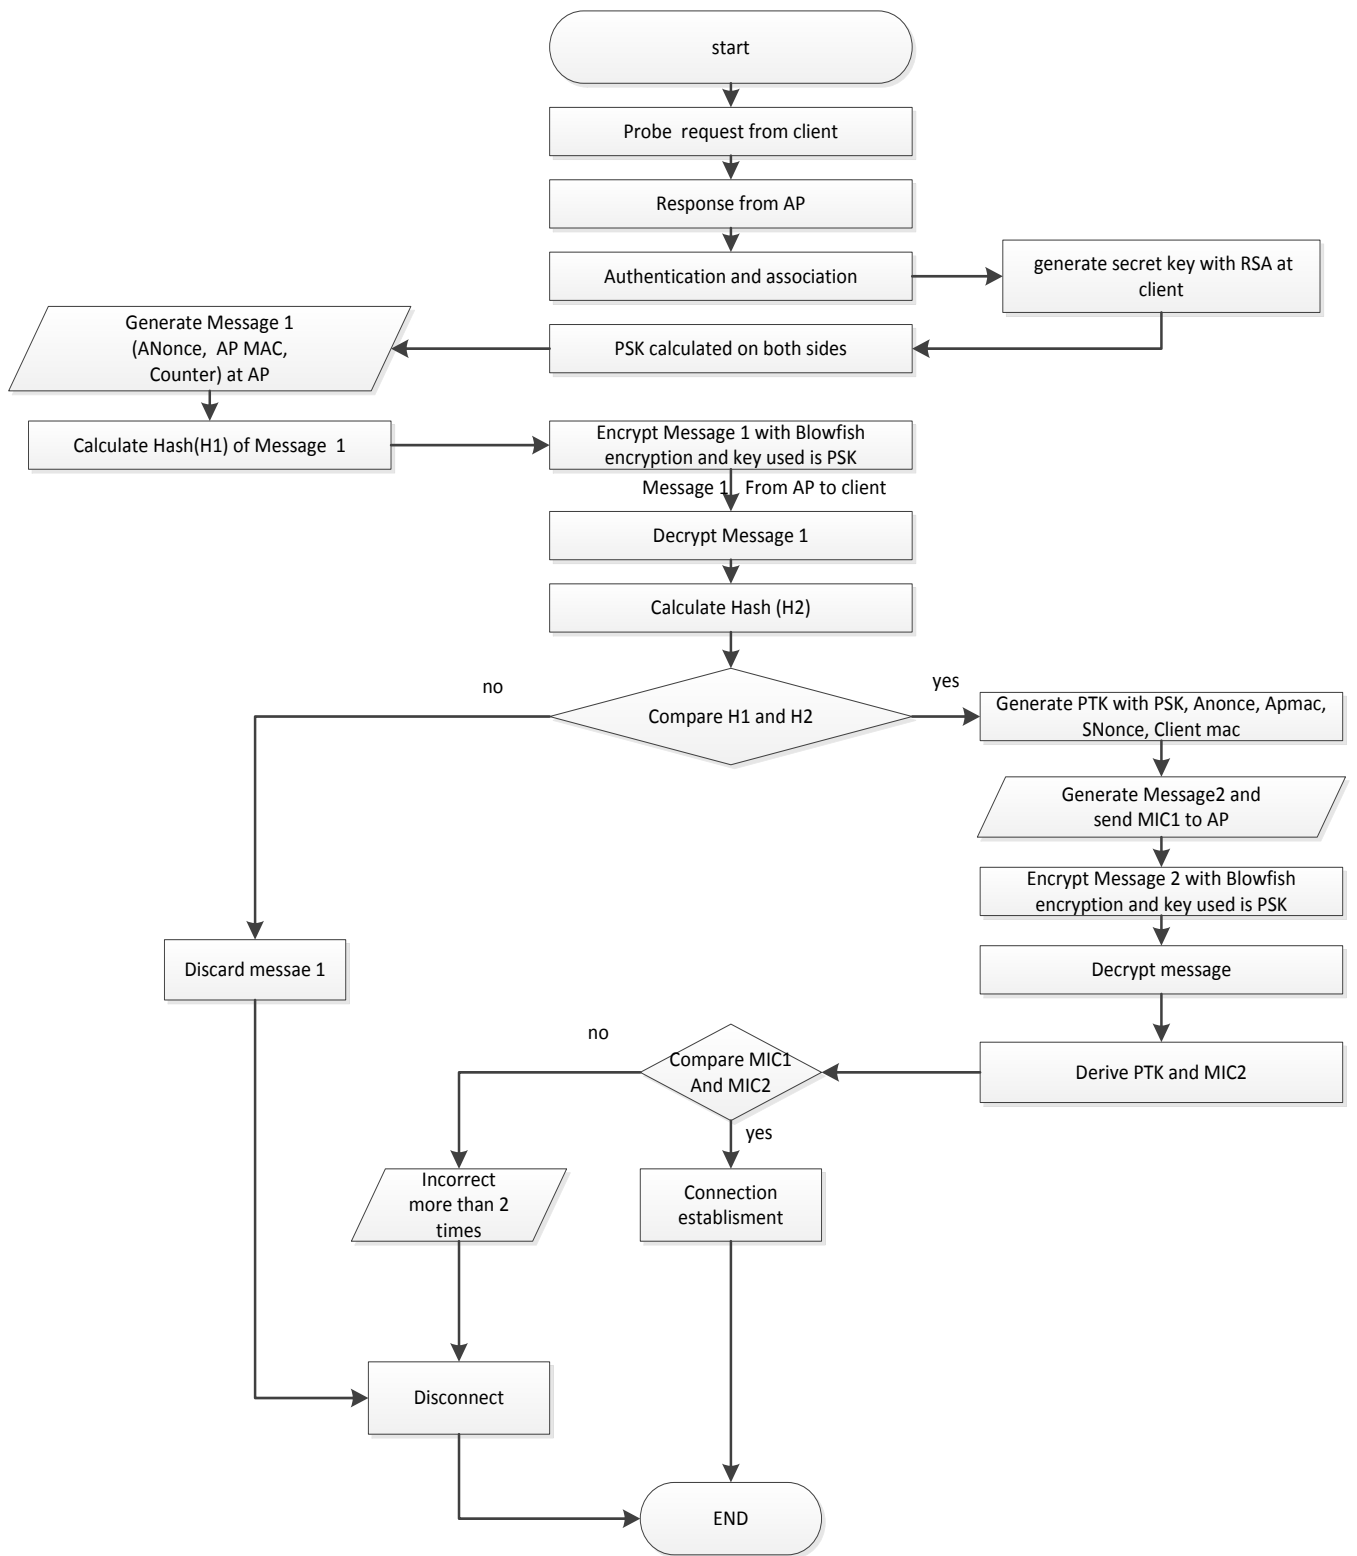 start
Probe request from client
Response from AP
Authentication and association
generate secret key with RSA at
client
Generate Message 1
(ANonce, AP MAC,
Counter) at AP
PSK calculated on both sides
Calculate Hash(H1) of Message 1
Encrypt Message 1 with Blowfish
encryption and key used is PSK
Message 1 From AP to client
Decrypt Message 1
Calculate Hash (H2)
no
yes
Compare H1 and H2
Generate PTK with PSK, Anonce, Apmac,
SNonce, Client mac
Generate Message2 and
send MIC1 to AP
Encrypt Message 2 with Blowfish
encryption and key used is PSK
Discard messae 1
Decrypt message
no
Compare MIC1
And MIC2
Derive PTK and MIC2
yes
Incorrect
more than 2
times
Connection
establisment
Disconnect
END